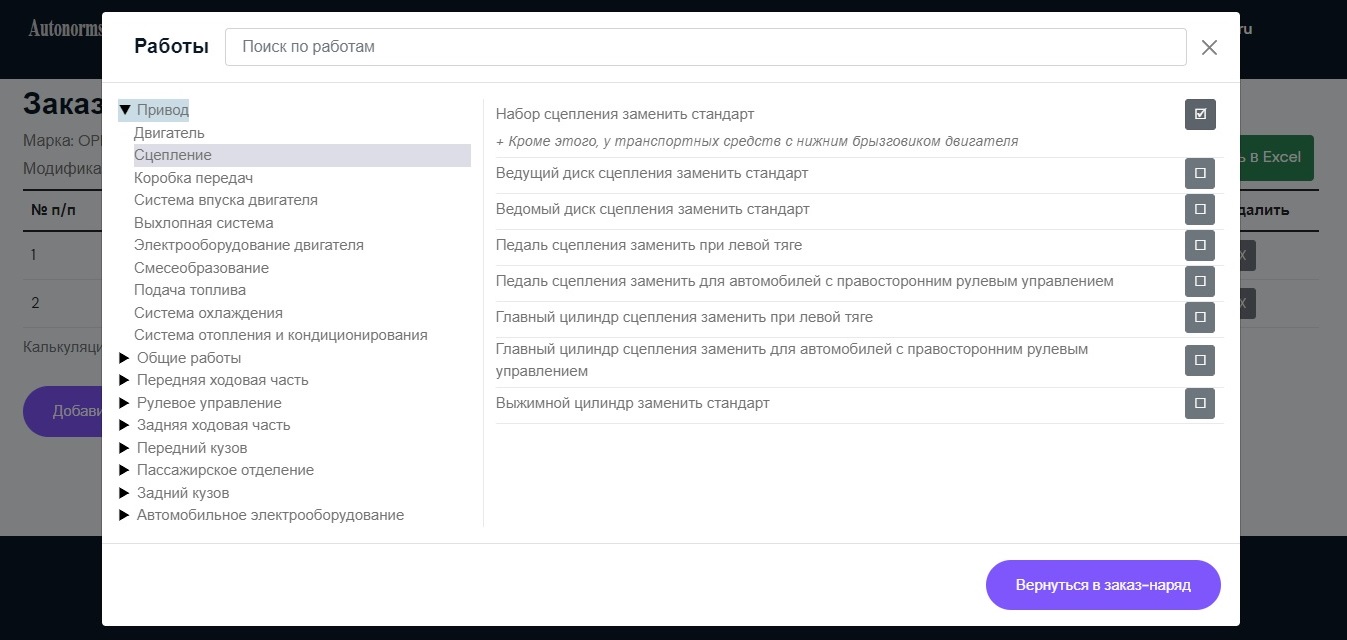 Autonorms
ru
Работы
Поиск по работам
Заказ
Марка: OP
Модифика
№ п/п
1
2
Калькуляци
Добави
ь в Excel
далить
X
X
Привод
Двигатель
Сцепление
Коробка передач
Система впуска двигателя
Выхлопная система
Электрооборудование двигателя
Смесеобразование
Подача топлива
Система охлаждения
Система отопления и кондиционирования
Общие работы
Передняя ходовая часть
Рулевое управление
Задняя ходовая часть
Передний кузов
Пассажирское отделение
Задний кузов
Автомобильное электрооборудование
Набор сцепления заменить стандарт
+ Кроме этого, у транспортных средств с нижним брызговиком двигателя
Ведущий диск сцепления заменить стандарт
Ведомый диск сцепления заменить стандарт
Педаль сцепления заменить при левой тяге
Педаль сцепления заменить для автомобилей с правосторонним рулевым управлением
Главный цилиндр сцепления заменить при левой тяге
Главный цилиндр сцепления заменить для автомобилей с правосторонним рулевым
управлением
Выжимной цилиндр заменить стандарт
Вернуться в заказ-наряд